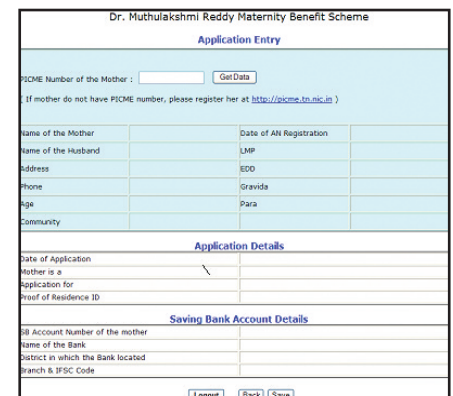 Dr. Muthulakshmi Reddy Maternity Benefit Scheme
Application Entry
PICME Number of the Mother : Get Data
( If mother do not have PICME number, please register her at http://picme.tn.nic.in )
Name of the Mother Date of AN Registration
Name of the Husband LMP
Address EDD
Phone Gravida
Age Para
Community
Application Details
Date of Application
Mother is a
Application for
Proof of Residence ID
Saving Bank Account Details
SB Account Number of the mother
Name of the Bank
District in which the Bank located
Branch & IFSC Code
Logout Back Save